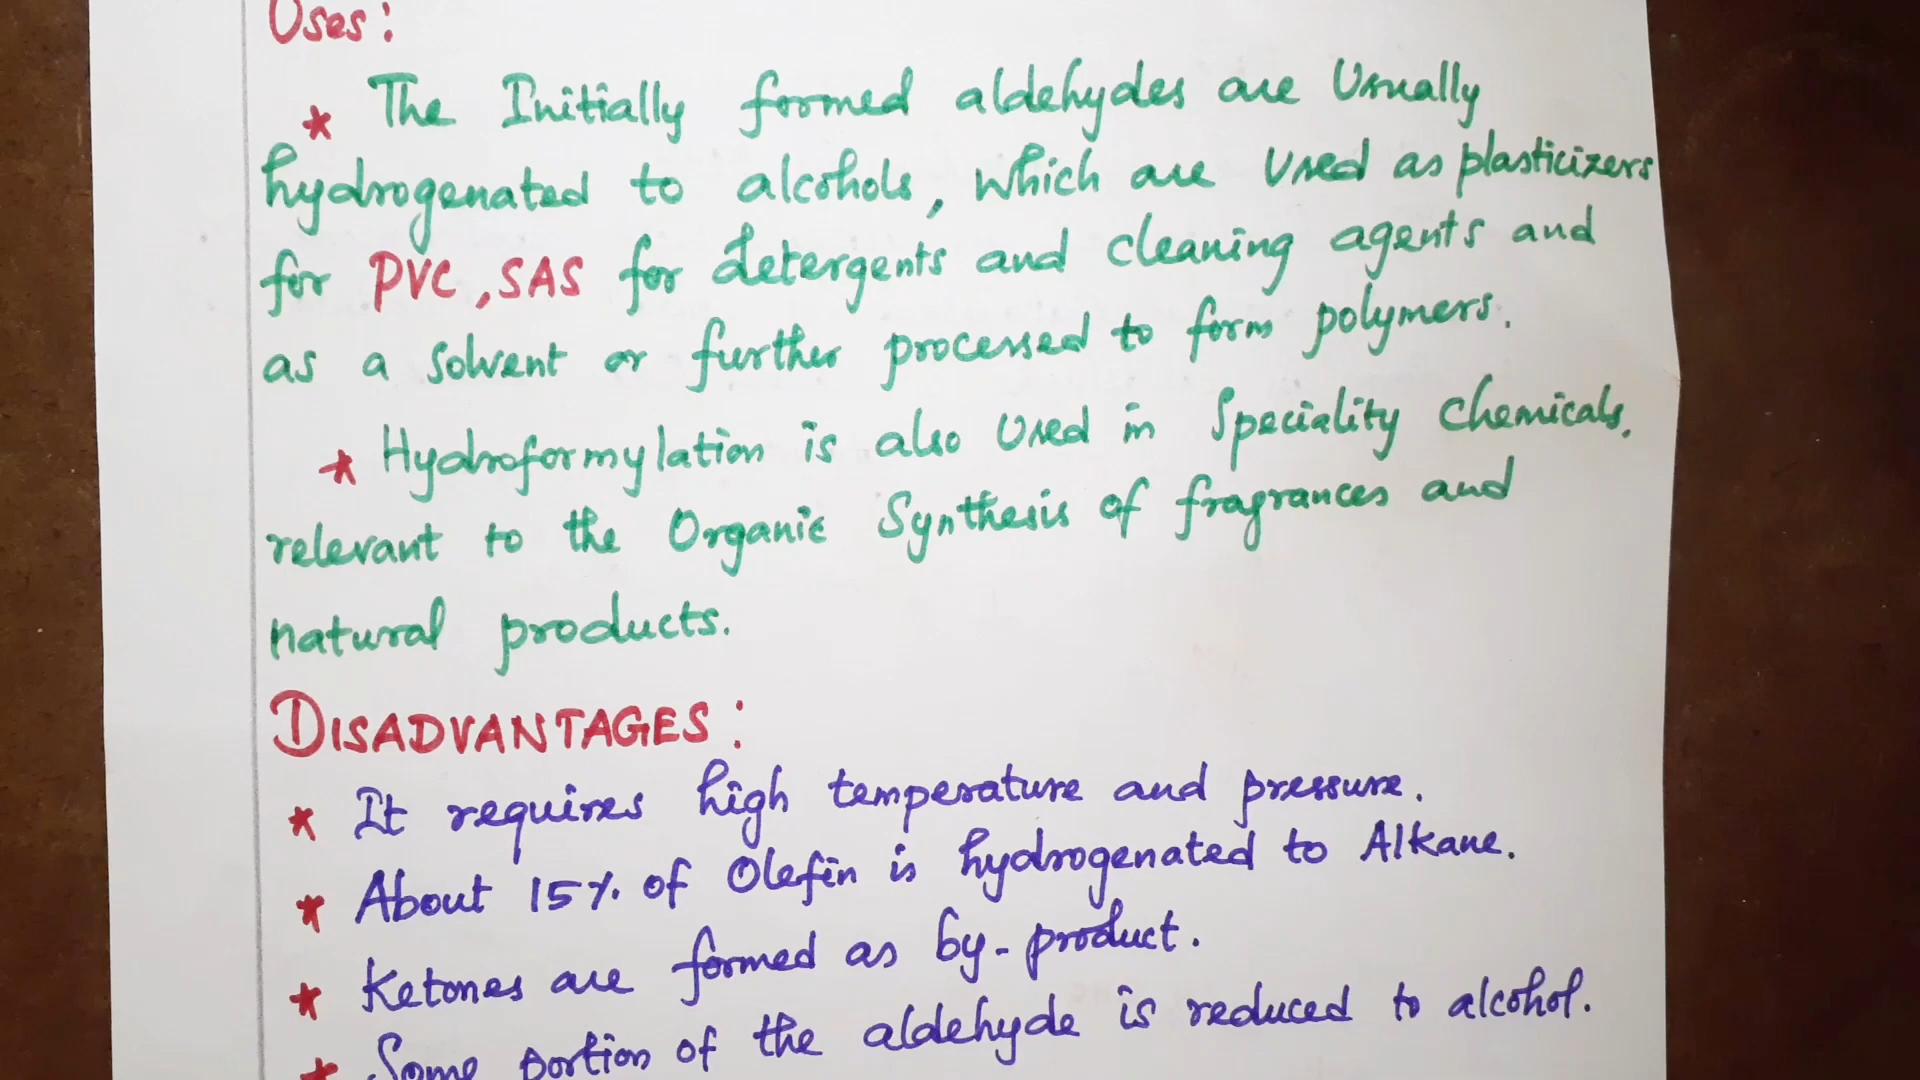 Uses:
* The Initially formed aldehydes are Usually
hydrogenated to alcohols, which are Used as plasticizers
for PVC, SAS for detergents and cleaning agents and
as a solvent or further processed to form polymers.
* Hydroformylation is also Used in Speciality Chemicals,
relevant to the Organic Synthesis of fragrances and
natural products.
DISADVANTAGES:
* It requires high temperature and pressure.
* About 15% of Olefin is hydrogenated to Alkane.
* Ketones are formed as by-product.
* Some portion of the aldehyde is reduced to alcohol.